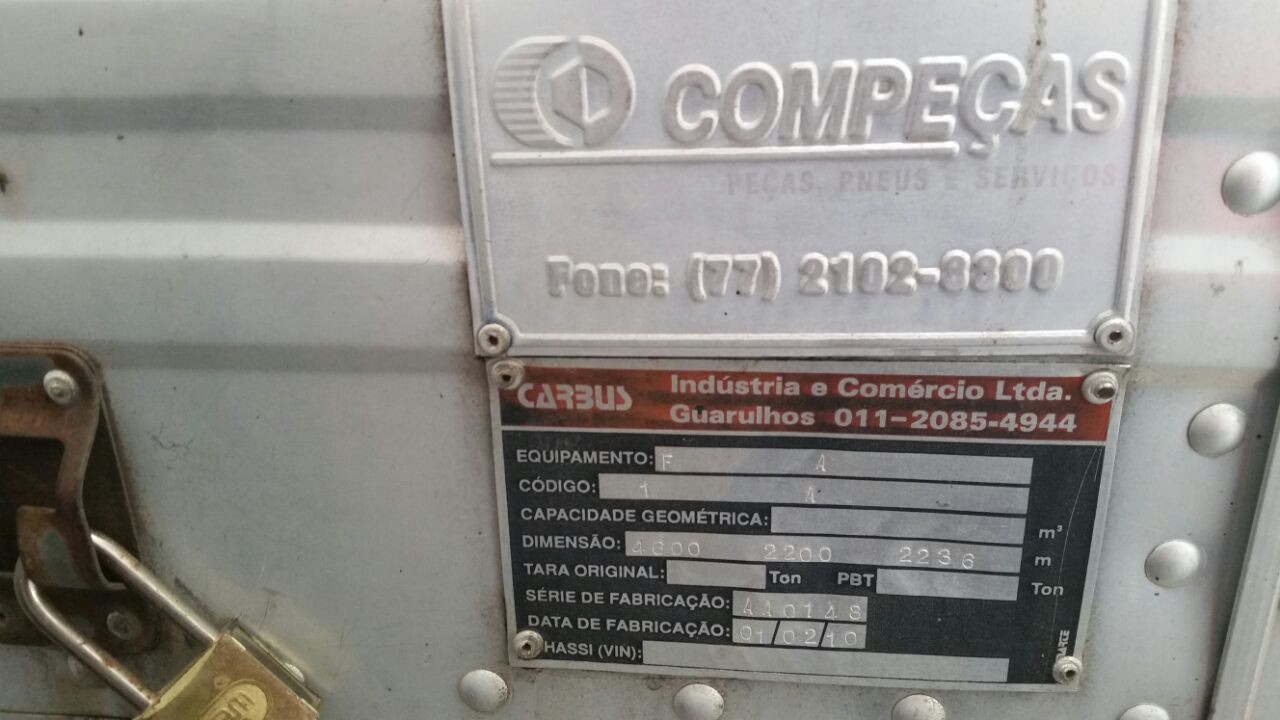 COMPEÇAS
PEÇAS, PNEUS E SERVIÇOS
Fone: (77) 2102-8300
CARBUS Indústria e Comércio Ltda.
Guarulhos 011-2085-4944
EQUIPAMENTO: F A
CÓDIGO: 1 A
CAPACIDADE GEOMÉTRICA: m³
DIMENSÃO: 2200 2236 m
TARA ORIGINAL: Ton PBT Ton
SÉRIE DE FABRICAÇÃO: AA0148
DATA DE FABRICAÇÃO: 01/02/10
HASSI (VIN):